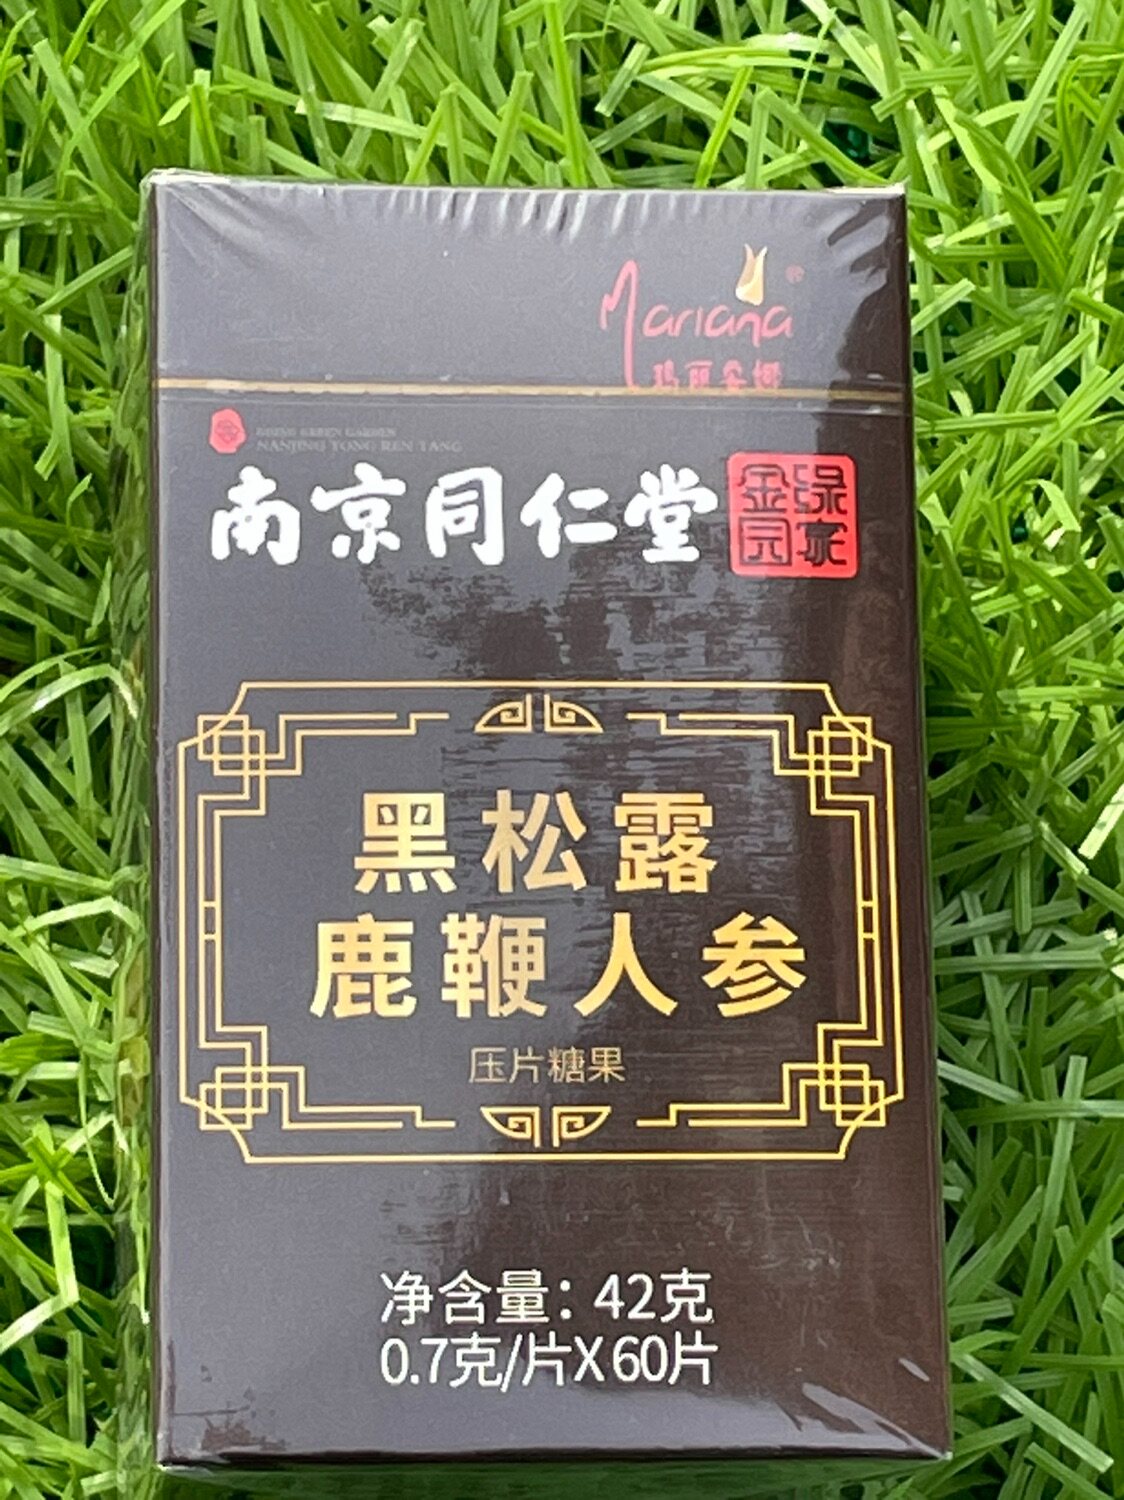 Mariana
玛丽安娜
NANJING TONG REN TANG
南京同仁堂
绿金家园
黑松露
鹿鞭人参
压片糖果
净含量：42克
0.7克/片X60片